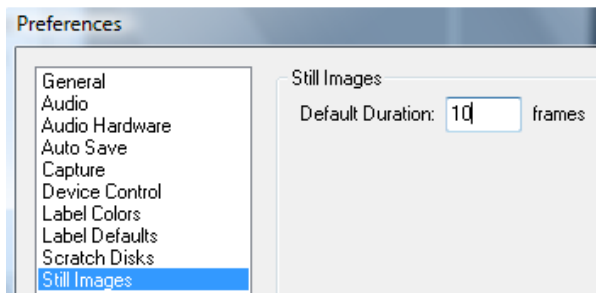 Preferences
General
Audio
Audio Hardware
Auto Save
Capture
Device Control
Label Colors
Label Defaults
Scratch Disks
Still Images
Still Images
Default Duration: 10 frames